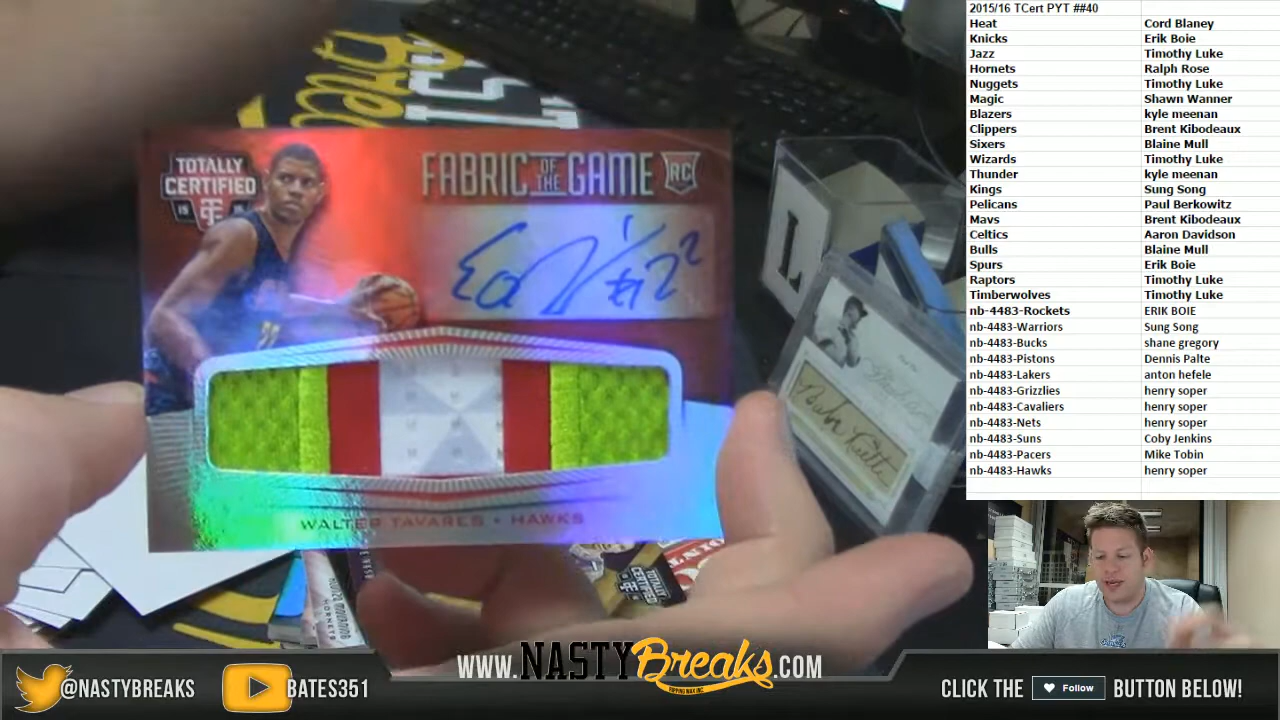 2015/16 TCert PYT ##40
Heat Cord Blaney
Knicks Erik Boie
Jazz Timothy Luke
Hornets Ralph Rose
Nuggets Timothy Luke
Magic Shawn Wanner
Blazers kyle meenan
Clippers Brent Kibodeaux
Sixers Blaine Mull
Wizards Timothy Luke
Thunder kyle meenan
Kings Sung Song
Pelicans Paul Berkowitz
Mavs Brent Kibodeaux
Celtics Aaron Davidson
Bulls Blaine Mull
Spurs Erik Boie
Raptors Timothy Luke
Timberwolves Timothy Luke
nb-4483-Rockets ERIK BOIE
nb-4483-Warriors Sung Song
nb-4483-Bucks shane gregory
nb-4483-Pistons Dennis Palte
nb-4483-Lakers anton hefele
nb-4483-Grizzlies henry soper
nb-4483-Cavaliers henry soper
nb-4483-Nets henry soper
nb-4483-Suns Coby Jenkins
nb-4483-Pacers Mike Tobin
nb-4483-Hawks henry soper
TOTALLY
CERTIFIED
FABRIC OF THE GAME RC
WALTER TAVARES • HAWKS
Babe Ruth
HORNETS
@NASTYBREAKS
BATES351
WWW.NASTYBreaks.COM
RIPPING WAX INC.
CLICK THE Follow BUTTON BELOW!